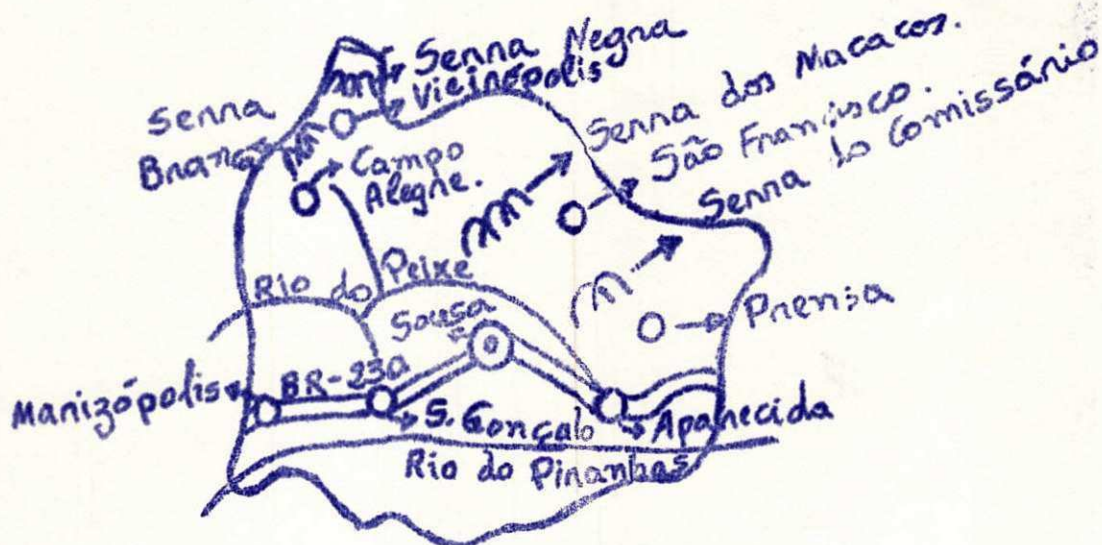 Serra Negra
Vieirópolis
Serra
Branca
Campo
Alegre.
Serra dos Macacos.
São Francisco.
Serra do Comissário
Rio do Peixe
Sousa
Prensa
Manizópolis
BR-230
S. Gonçalo
Aparecida
Rio do Piranhas